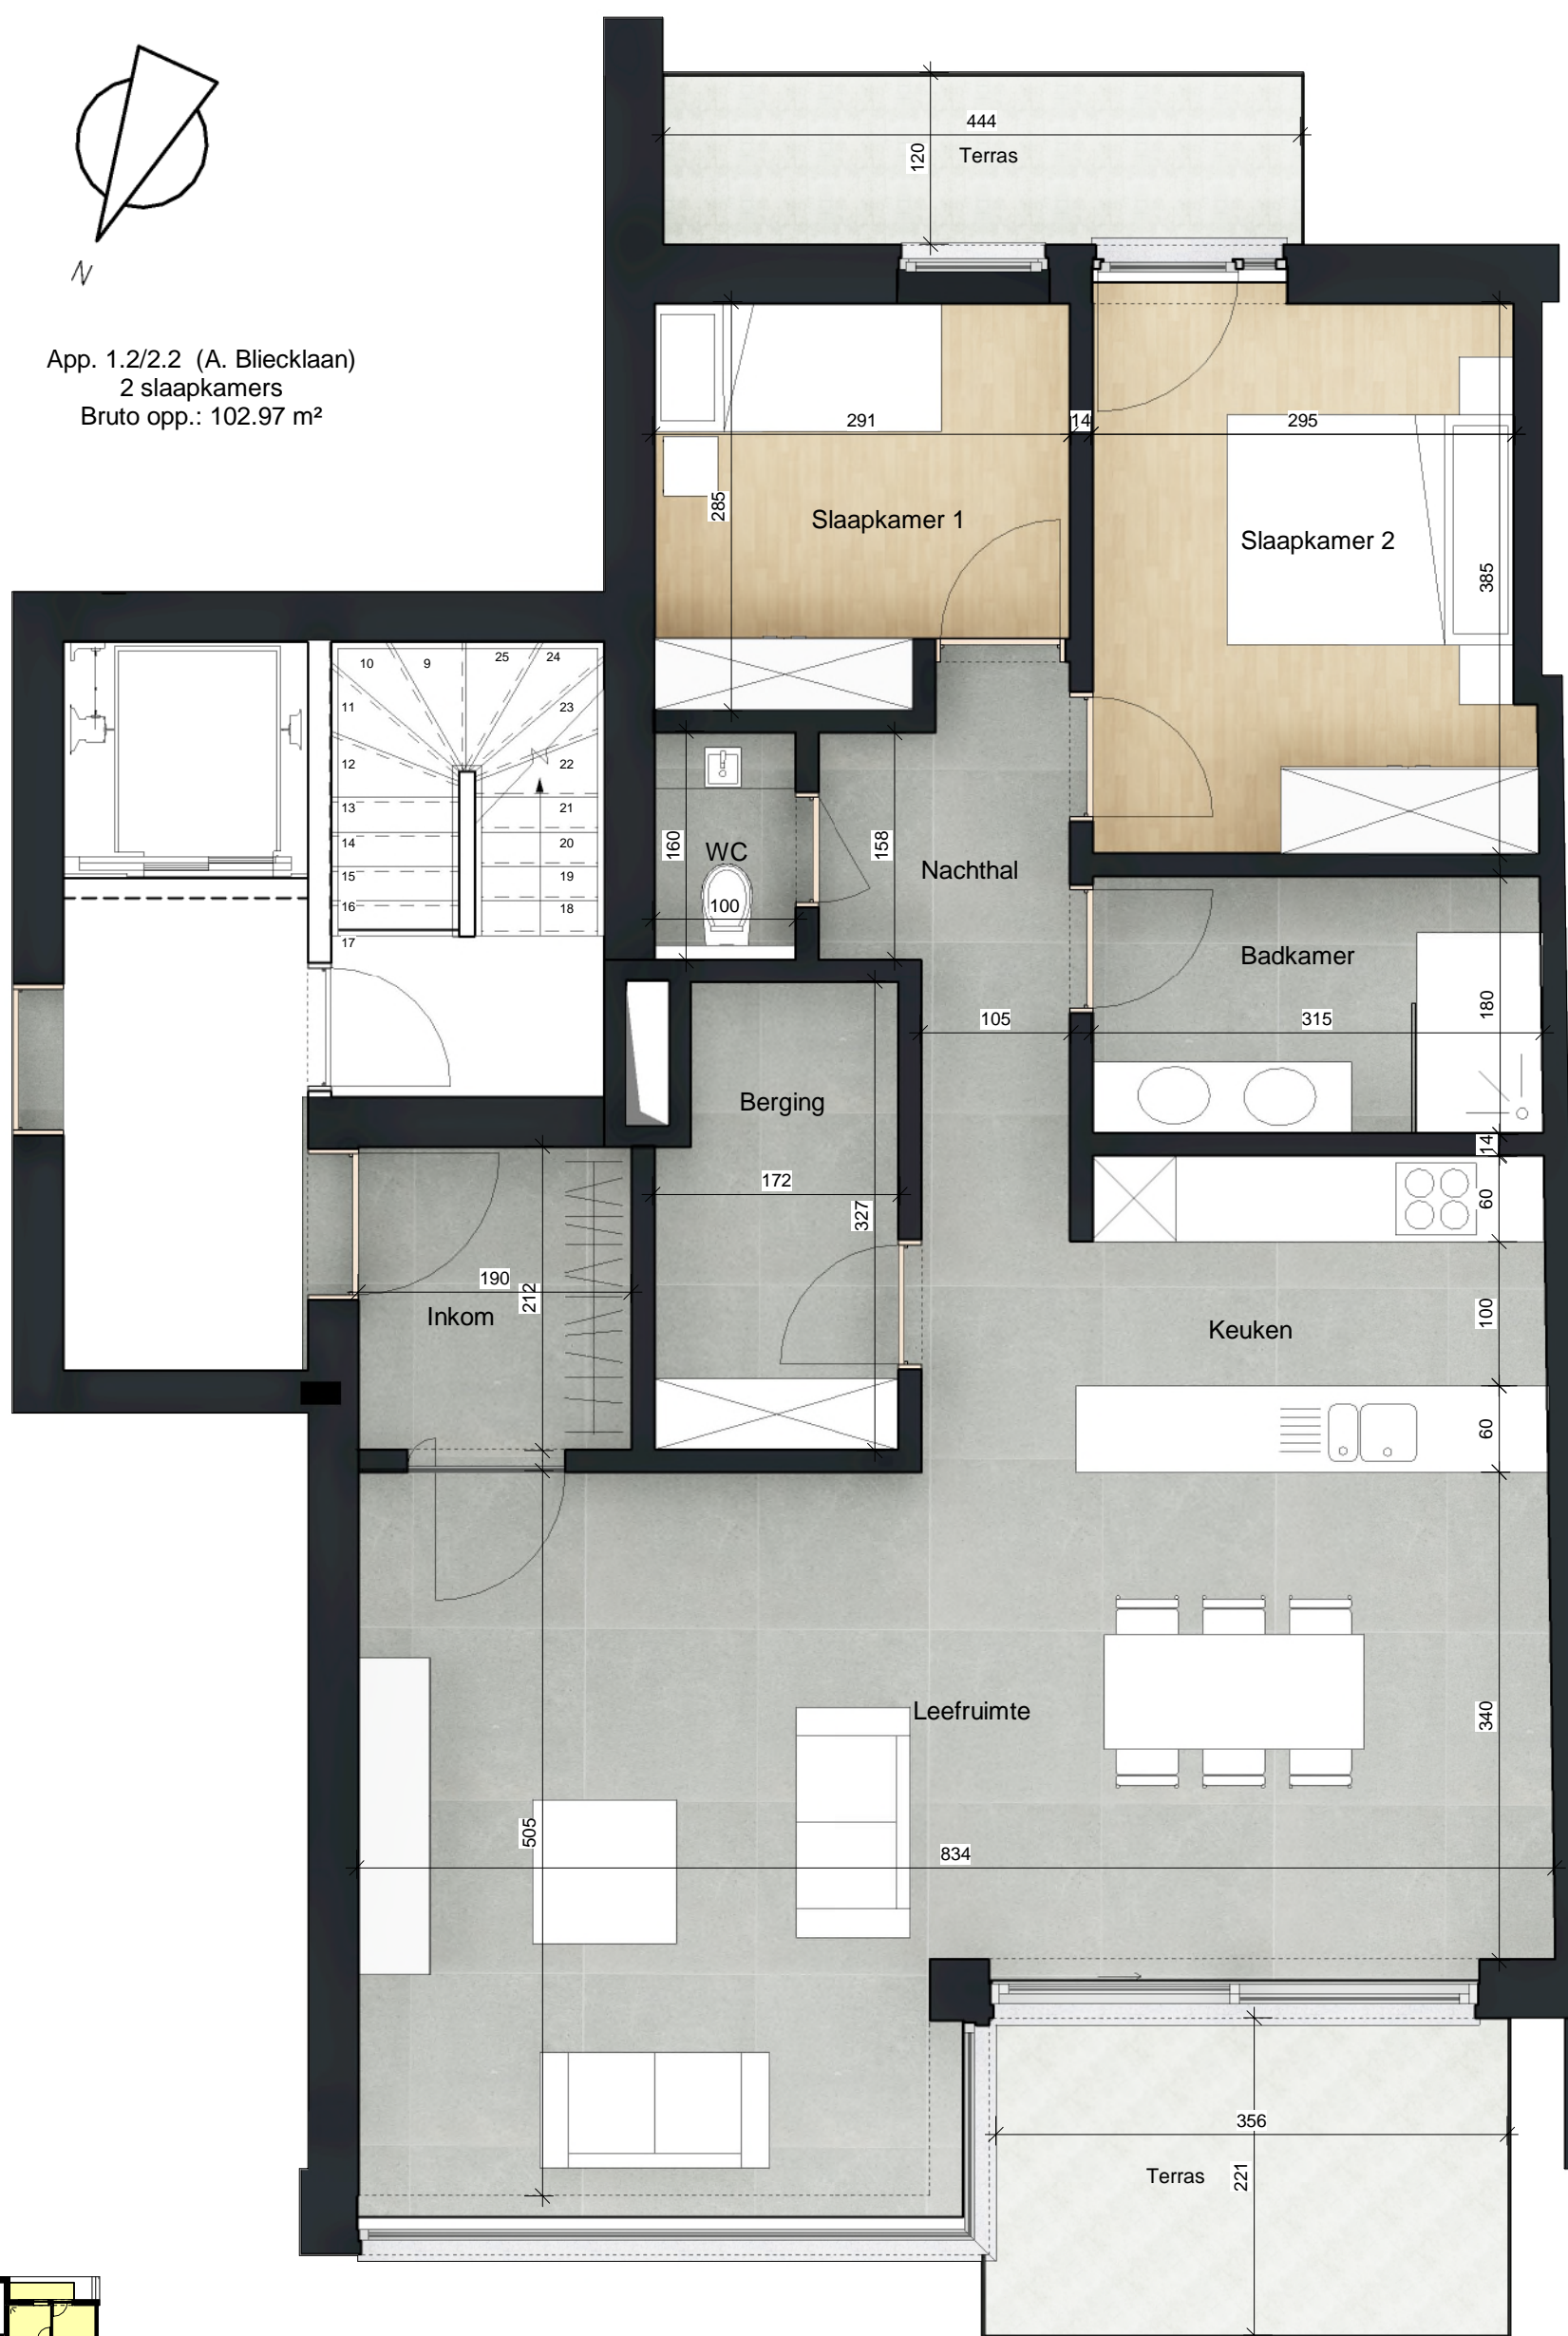 N
App. 1.2/2.2 (A. Bliecklaan)
2 slaapkamers
Bruto opp.: 102.97 m²
444
120
Terras
291
14
295
285
Slaapkamer 1
Slaapkamer 2
385
10
9
25
24
11
23
12
22
13
21
14
20
15
19
16
18
17
160
WC
100
158
Nachthal
Badkamer
180
105
315
Berging
14
172
327
60
190
212
Inkom
Keuken
100
60
Leefruimte
340
505
834
356
Terras
221